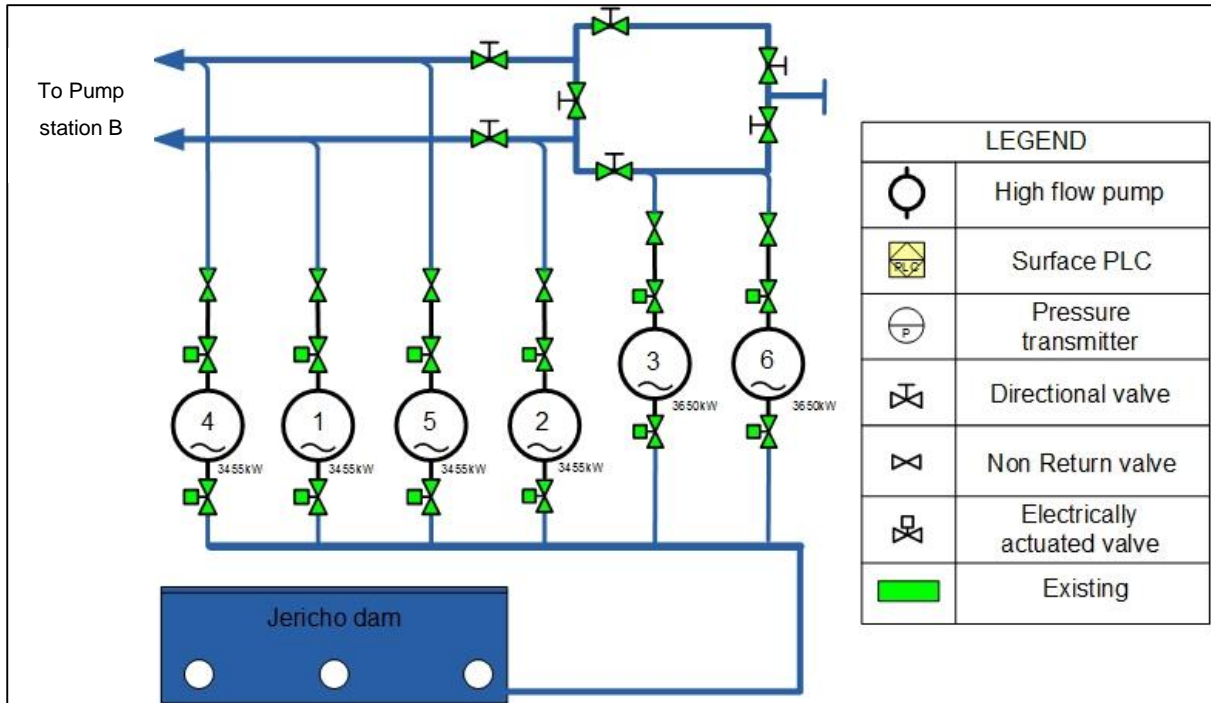 To Pump
station B
4
3455kW
1
3455kW
5
3455kW
2
3455kW
3
3650kW
6
3650kW
Jericho dam
LEGEND
High flow pump
PLC
Surface PLC
P
Pressure
transmitter
Directional valve
Non Return valve
Electrically
actuated valve
Existing